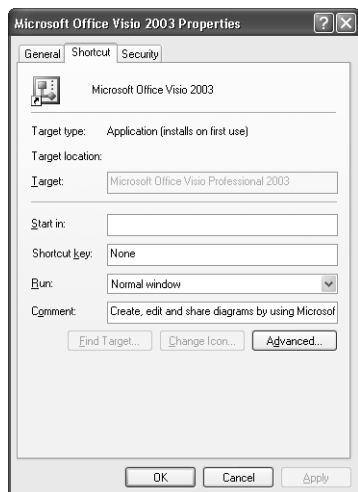 Microsoft Office Visio 2003 Properties
General Shortcut Security
Microsoft Office Visio 2003
Target type: Application (installs on first use)
Target location:
Target: Microsoft Office Visio Professional 2003
Start in:
Shortcut key: None
Run: Normal window
Comment: Create, edit and share diagrams by using Microsof
Find Target... Change Icon... Advanced...
OK Cancel Apply